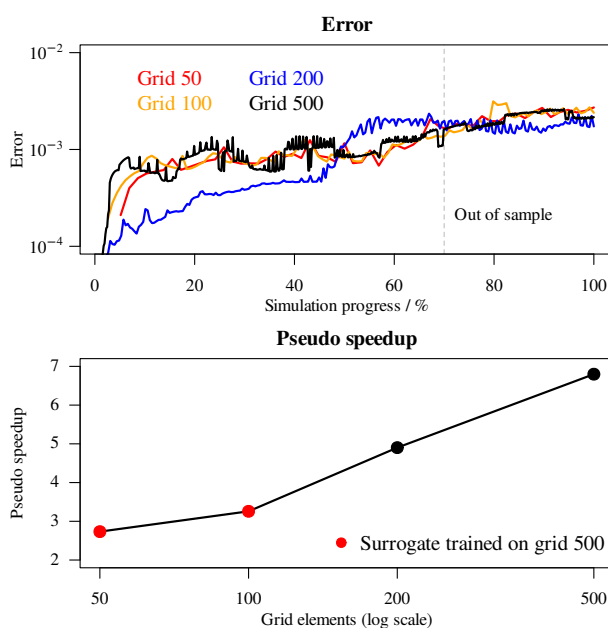 Error
10⁻²
Grid 50 Grid 200
Grid 100 Grid 500
10⁻³
Error
Out of sample
10⁻⁴
0 20 40 60 80 100
Simulation progress / %
Pseudo speedup
7
6
5
4
3
2
Pseudo speedup
Surrogate trained on grid 500
50 100 200 500
Grid elements (log scale)